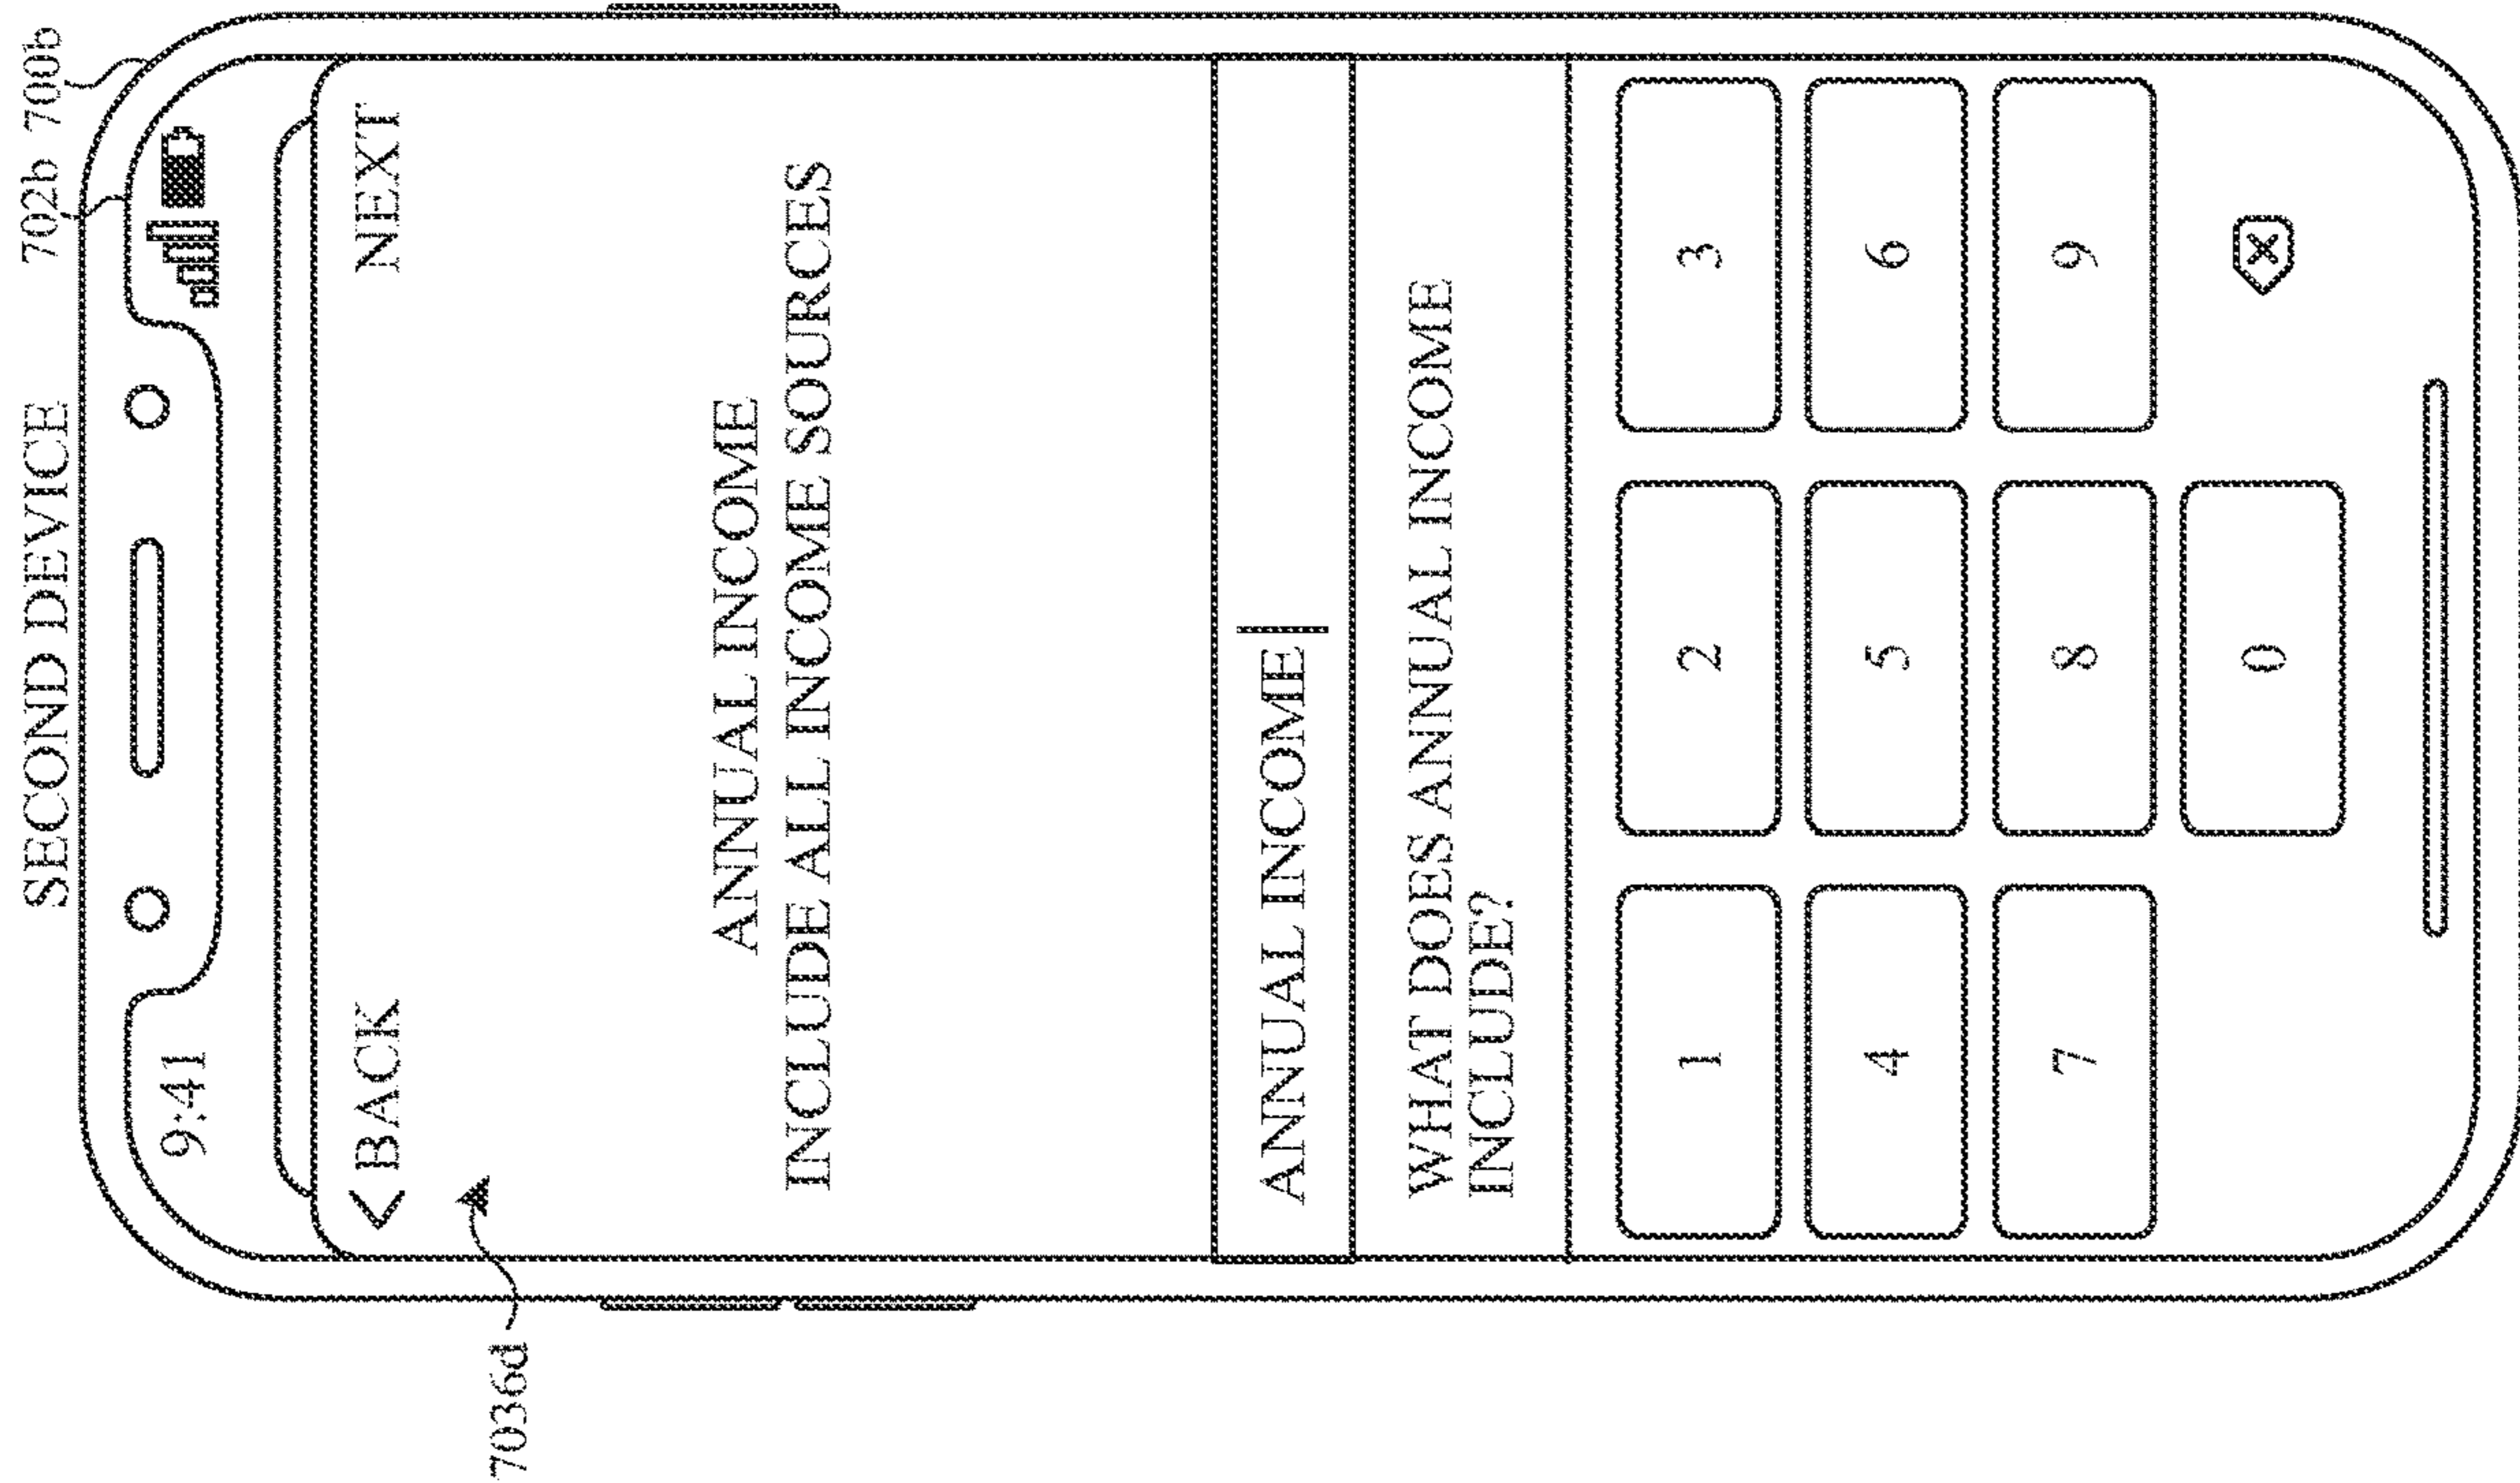 SECOND DEVICE
702b 700b
9:41
< BACK NEXT
7036d
ANNUAL INCOME
INCLUDE ALL INCOME SOURCES
ANNUAL INCOME
WHAT DOES ANNUAL INCOME
INCLUDE?
1 2 3
4 5 6
7 8 9
0